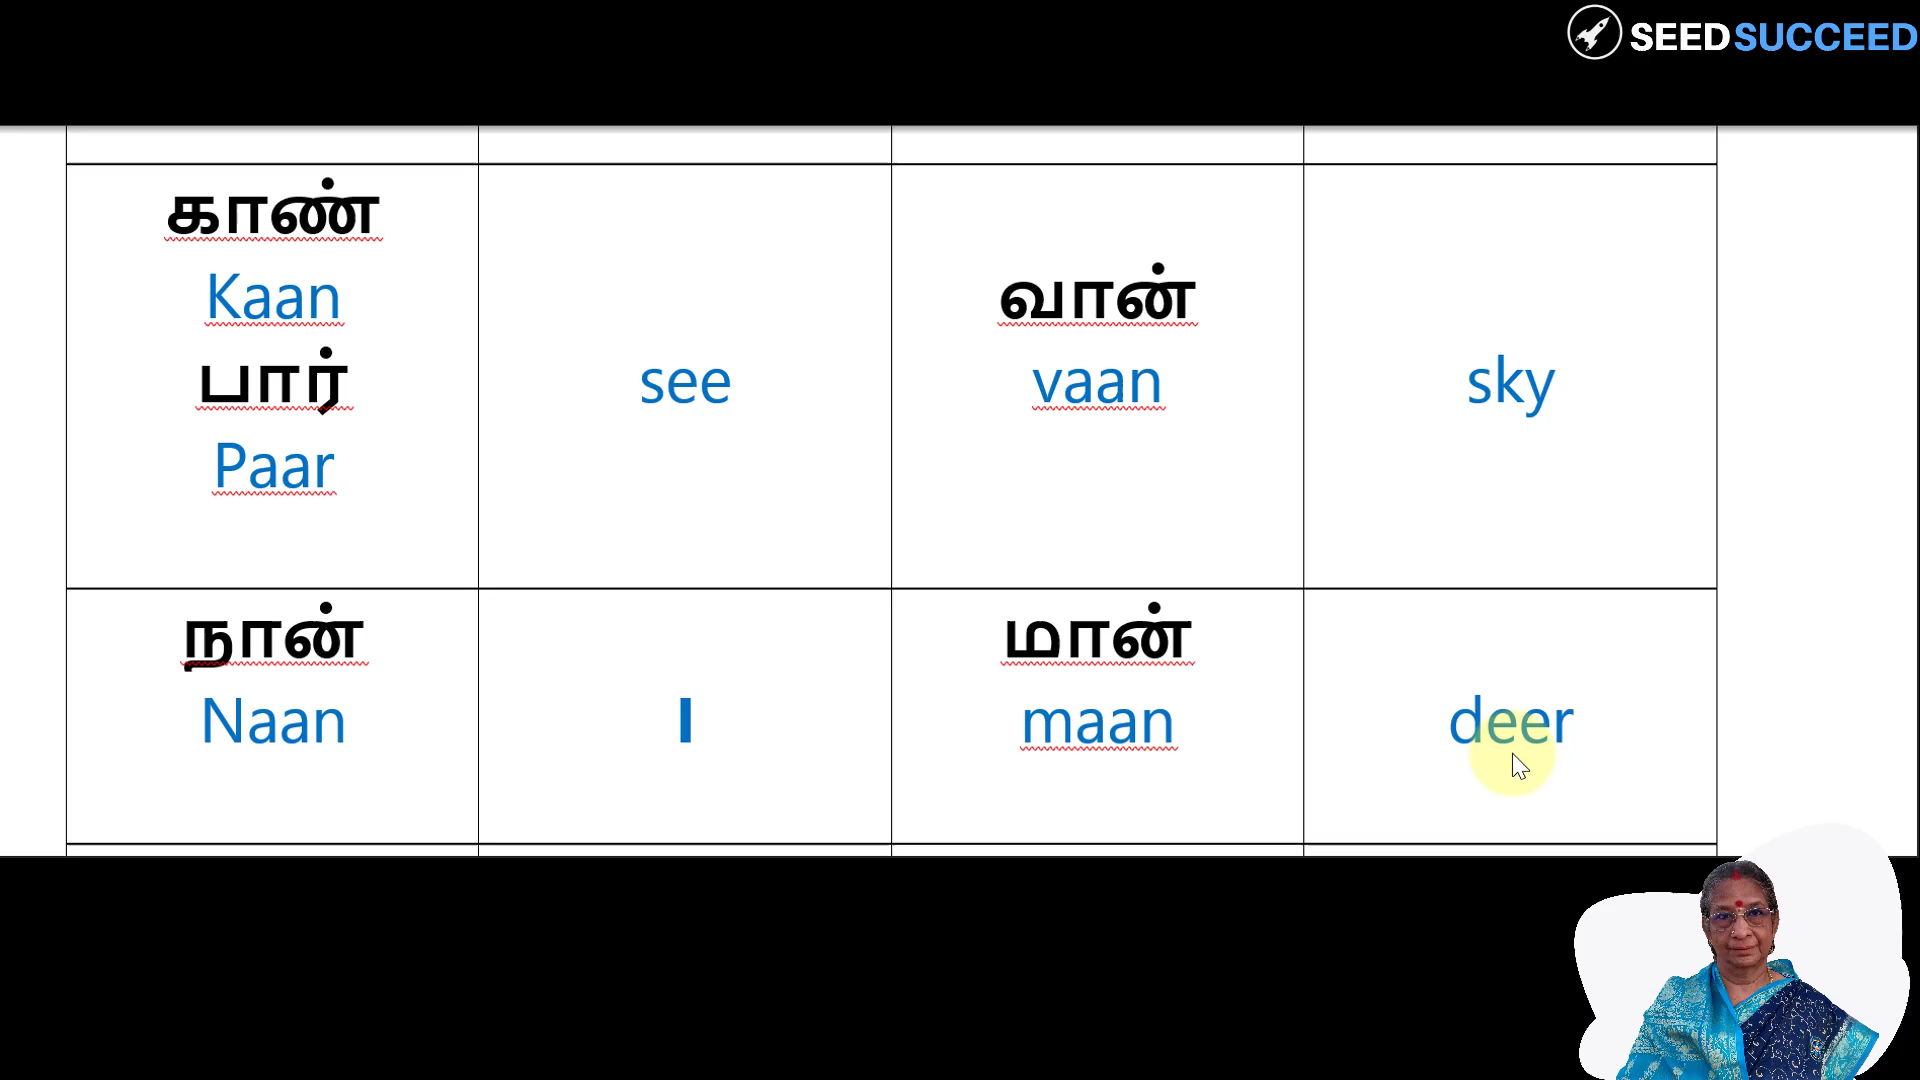 SEEDSUCCEED
காண்
Kaan
பார்
Paar
see
வான்
vaan
sky
நான்
Naan
I
மான்
maan
deer